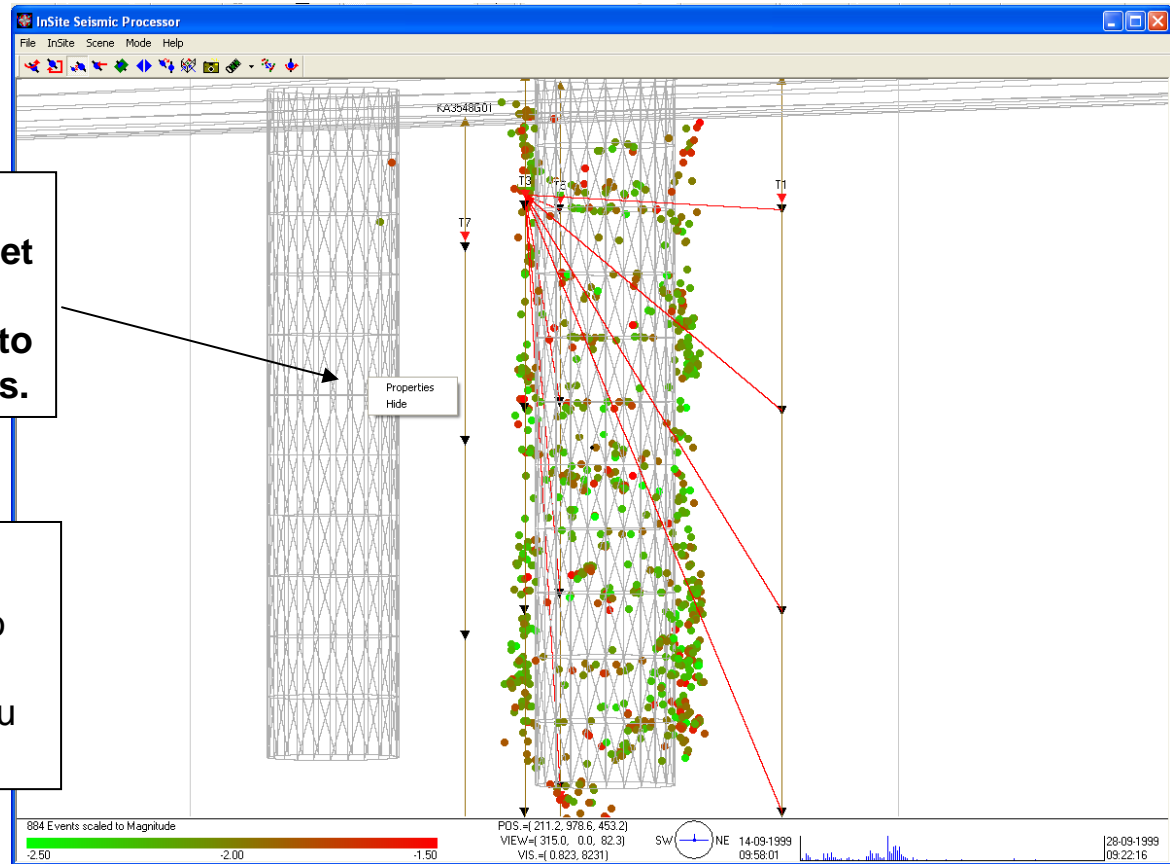 InSite Seismic Processor
File InSite Scene Mode Help
KA3548G01
T3
T1
T7
et
to
s.
Properties
Hide
o
u
884 Events scaled to Magnitude
-2.50 -2.00 -1.50
POS.=( 211.2, 978.6, 453.2)
VIEW=( 315.0, 0.0, 82.3)
VIS.=( 0.823, 8231)
SW NE
14-09-1999
09:58:01
28-09-1999
09:22:16